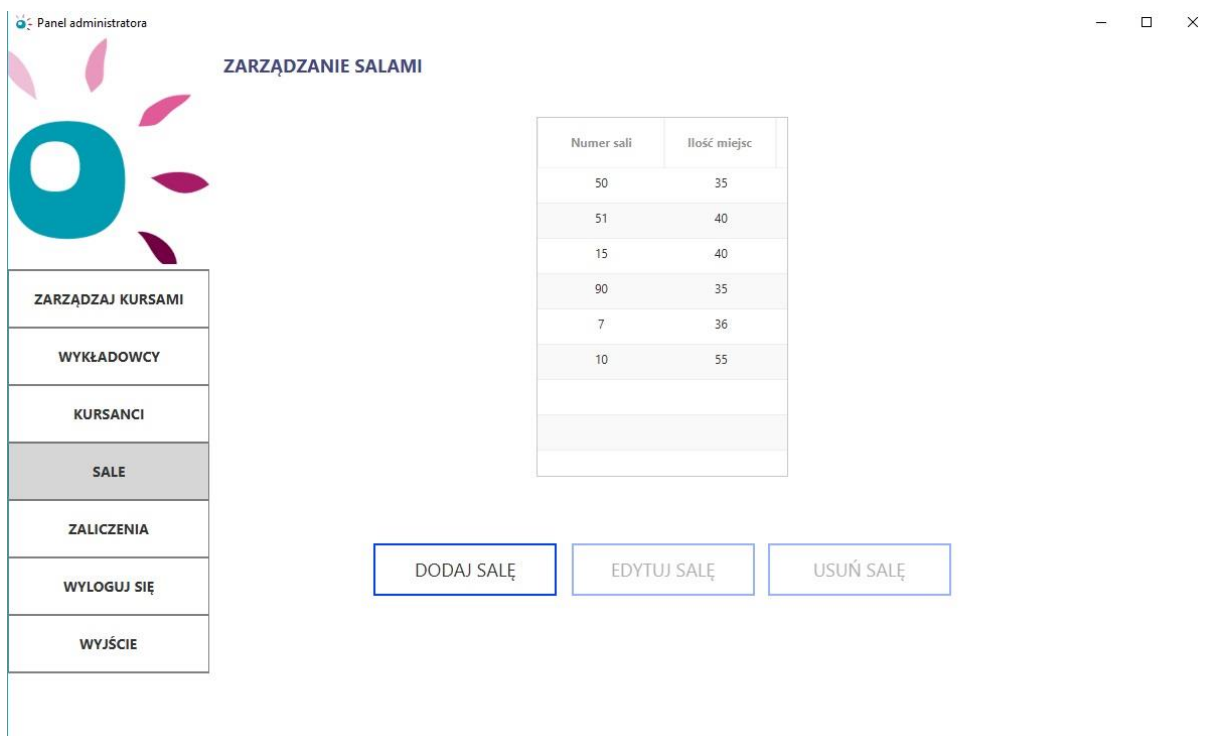 Panel administratora
ZARZĄDZANIE SALAMI
Numer sali Ilość miejsc
50 35
51 40
15 40
90 35
7 36
10 55
ZARZĄDZAJ KURSAMI
WYKŁADOWCY
KURSANCI
SALE
ZALICZENIA
WYLOGUJ SIĘ
WYJŚCIE
DODAJ SALĘ EDYTUJ SALĘ USUŃ SALĘ